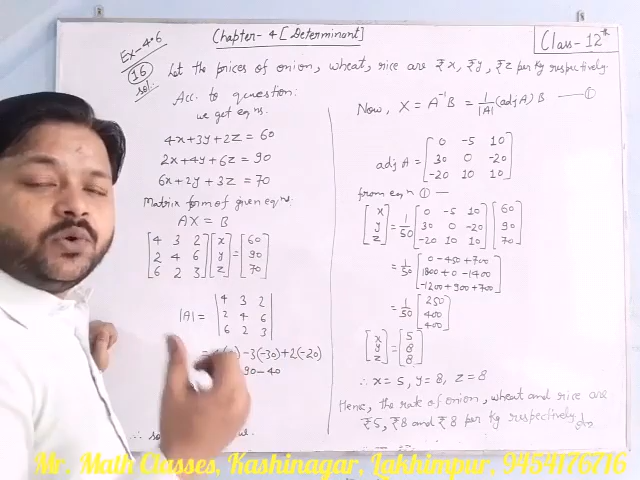 Chapter-4 [Determinant]
Class-12th
Ex-4.6
(16) Let the prices of onion, wheat, rice are ₹x, ₹y, ₹z per kg respectively.
sol:
Acc. to question:
we get eqns.
4x+3y+2z = 60
2x+4y+6z = 90
6x+2y+3z = 70
Matrix form of given eqns.
AX = B
[4 3 2] [x] [60]
[2 4 6] [y] = [90]
[6 2 3] [z] [70]
|4 3 2|
|A| = |2 4 6|
|6 2 3|
-3(-30)+2(-20)
90-40
∴ so
Now, X = A⁻¹B = 1/|A| (adj A) B —①
[0 -5 10]
adj A = [30 0 -20]
[-20 10 10]
from eqn ① —
[x] [0 -5 10] [60]
[y] = 1/50 [30 0 -20] [90]
[z] [-20 10 10] [70]
[0-450+700]
= 1/50 [1800+0-1400]
[-1200+900+700]
[250]
= 1/50 [400]
[400]
[x] [5]
[y] = [8]
[z] [8]
∴ x=5, y=8, z=8
Hence, the rate of onion, wheat and rice are
₹5, ₹8 and ₹8 per kg respectively.
Mr. Math Classes, Kashinagar, Lakhimpur, 9454176716